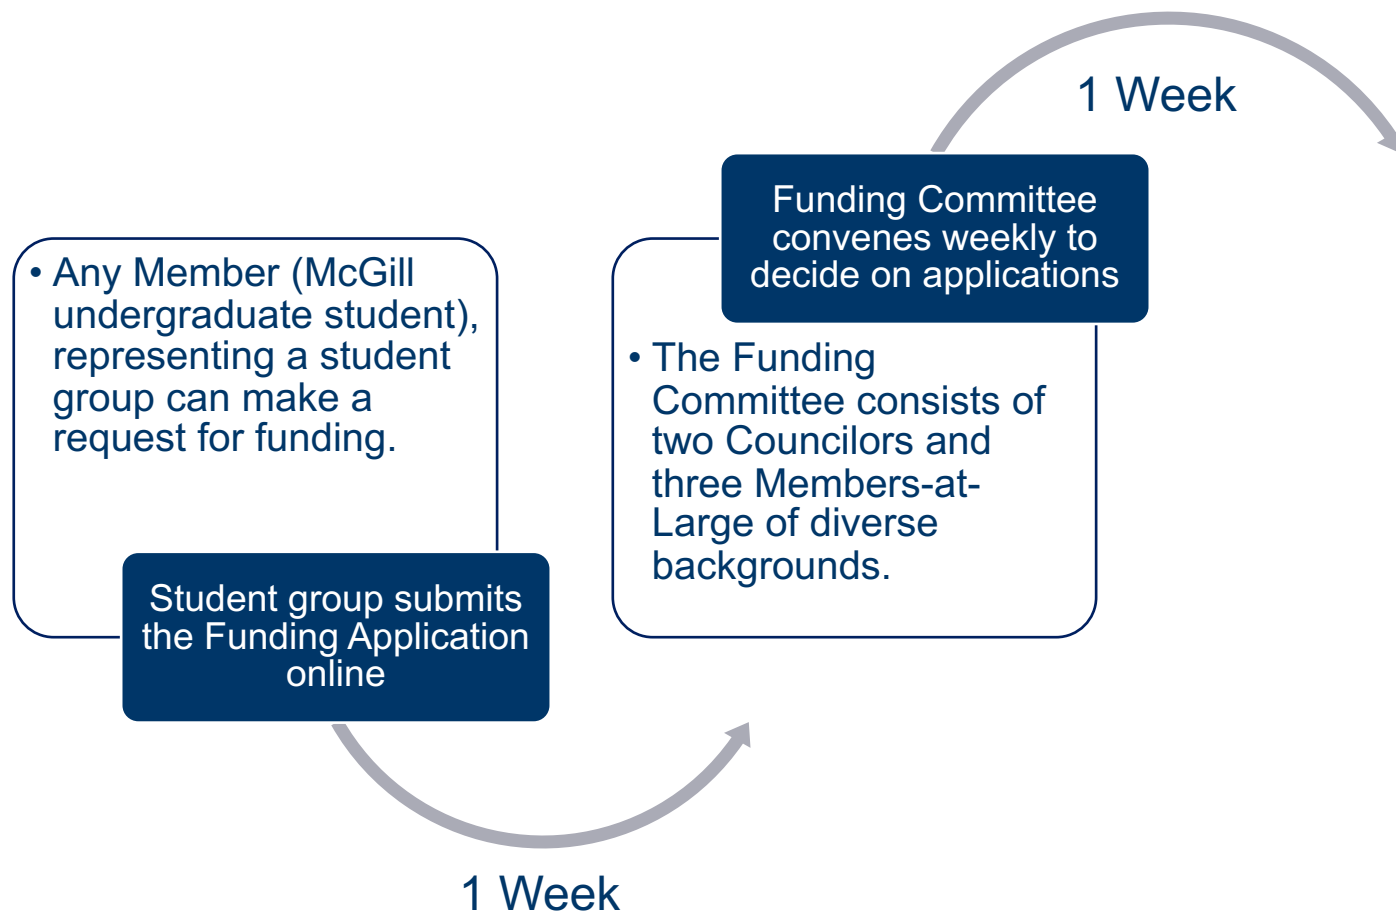 • Any Member (McGill
undergraduate student),
representing a student
group can make a
request for funding.
Student group submits
the Funding Application
online
1 Week
Funding Committee
convenes weekly to
decide on applications
• The Funding
Committee consists of
two Councilors and
three Members-at-
Large of diverse
backgrounds.
1 Week